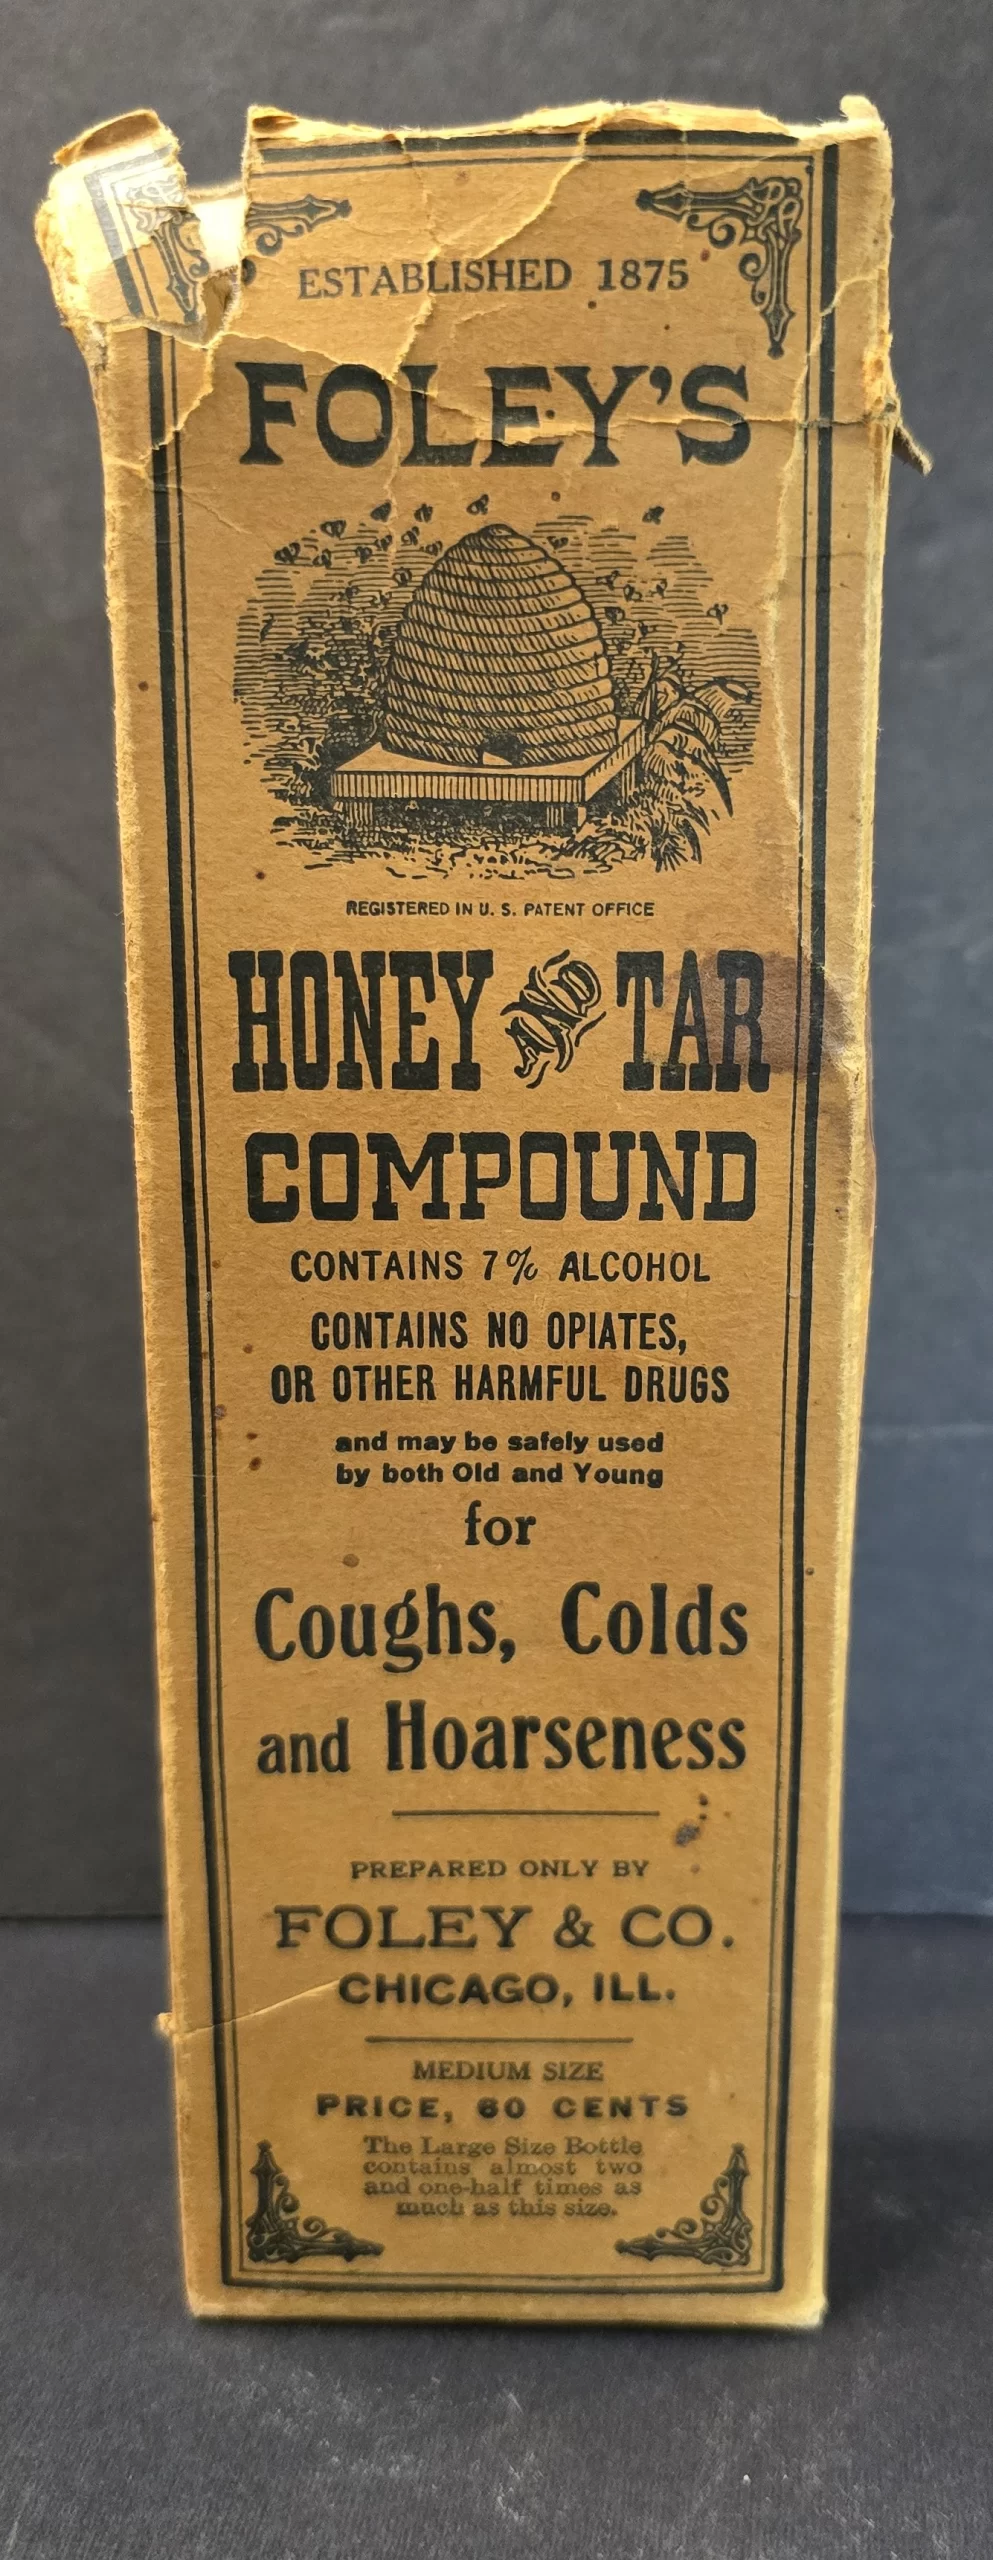 ESTABLISHED 1875
FOLEY'S
REGISTERED IN U. S. PATENT OFFICE
HONEY AND TAR
COMPOUND
CONTAINS 7% ALCOHOL
CONTAINS NO OPIATES,
OR OTHER HARMFUL DRUGS
and may be safely used
by both Old and Young
for
Coughs, Colds
and Hoarseness
PREPARED ONLY BY
FOLEY & CO.
CHICAGO, ILL.
MEDIUM SIZE
PRICE, 60 CENTS
The Large Size Bottle
contains almost two
and one-half times as
much as this size.